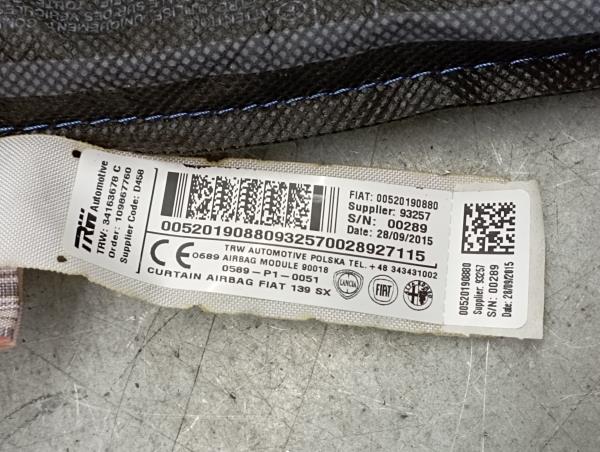 TRW Automotive
TRW: 34163678 C
Order: 109867760
Supplier Code: D458
FIAT: 00520190880
Supplier: 93257
S/N: 00289
Date: 28/09/2015
00520190880932570028927115
TRW AUTOMOTIVE POLSKA TEL. +48 343431002
CE 0589 AIRBAG MODULE 90018
0589-P1-0051
CURTAIN AIRBAG FIAT 139 SX
LANCIA
FIAT
00520190880
Supplier: 93257
S/N: 00289
Date: 28/09/2015